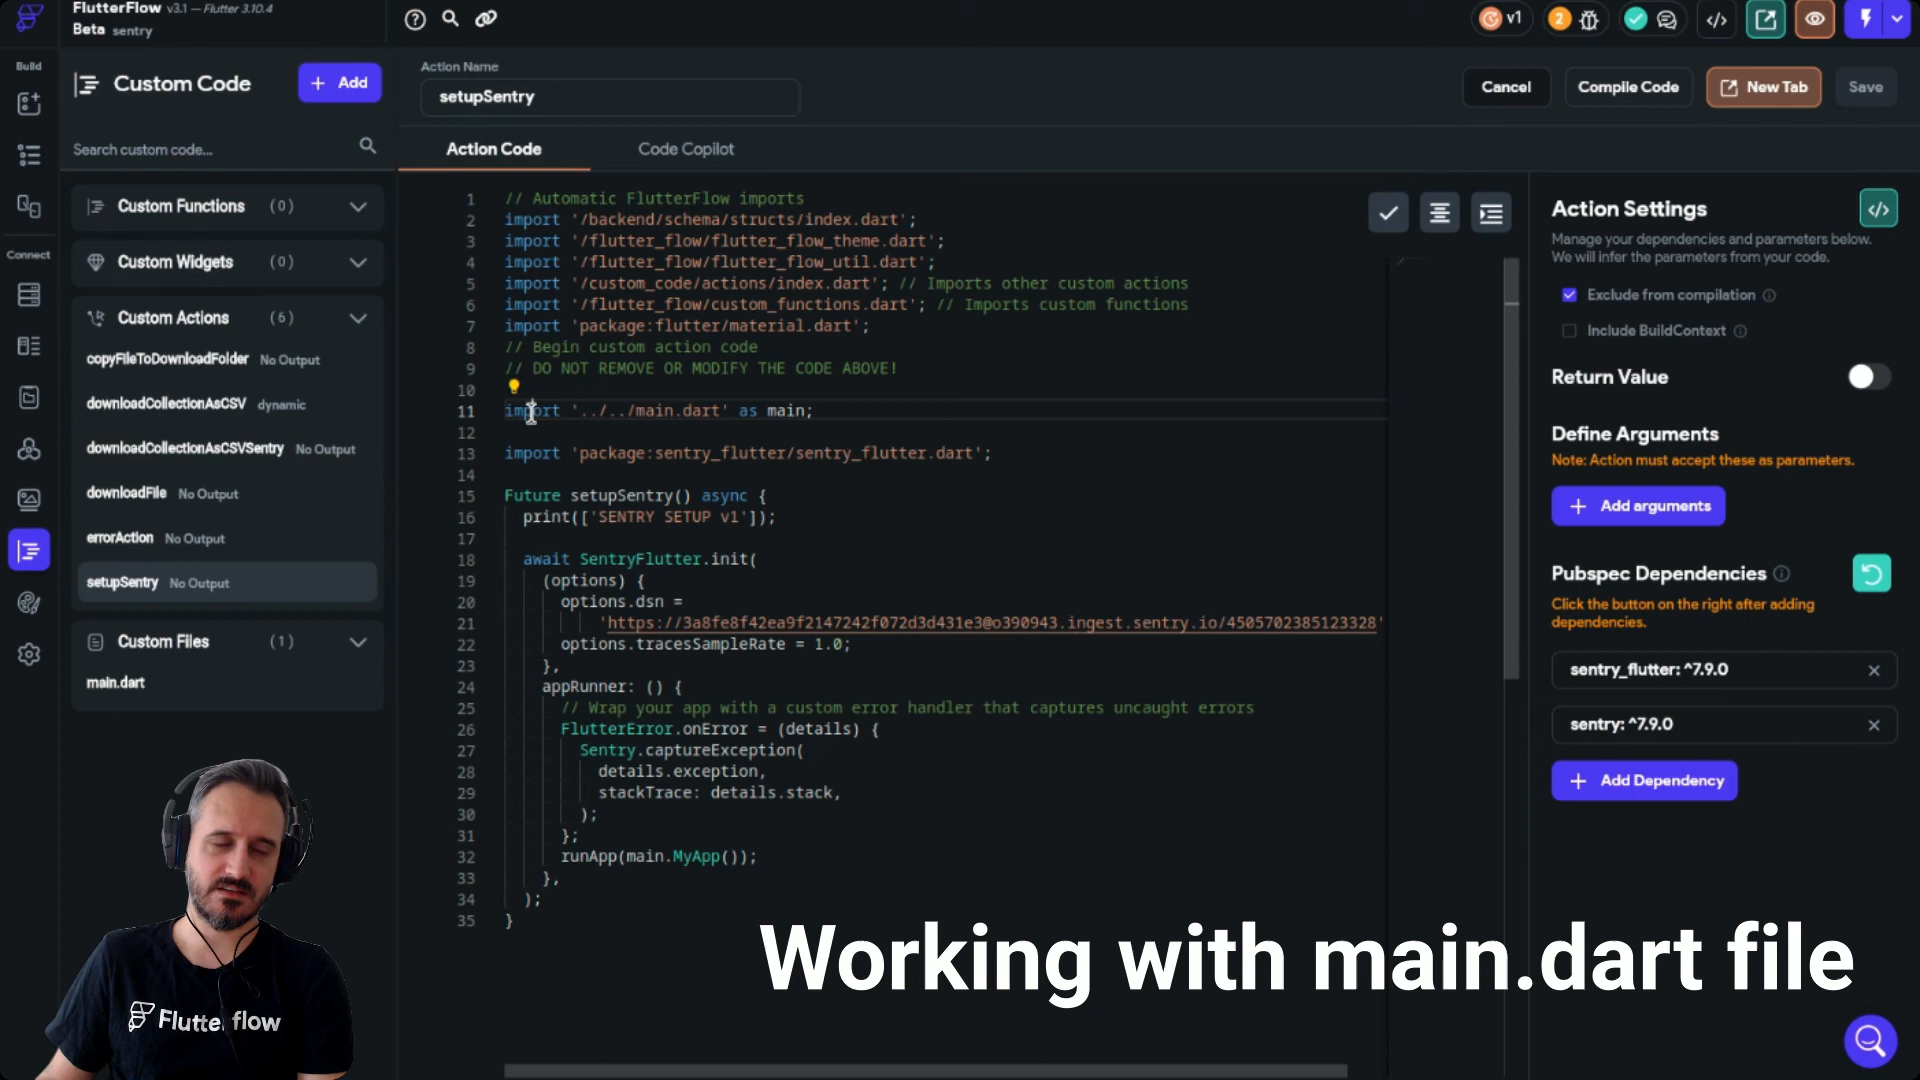 FlutterFlow v3.1 — Flutter 3.10.4
Beta sentry
v1
2
Build
Connect
Custom Code
+ Add
Search custom code...
Custom Functions (0)
Custom Widgets (0)
Custom Actions (6)
copyFileToDownloadFolder No Output
downloadCollectionAsCSV dynamic
downloadCollectionAsCSVSentry No Output
downloadFile No Output
errorAction No Output
setupSentry No Output
Custom Files (1)
main.dart
Action Name
setupSentry
Cancel
Compile Code
New Tab
Save
Action Code
Code Copilot
1 // Automatic FlutterFlow imports
2 import '/backend/schema/structs/index.dart';
3 import '/flutter_flow/flutter_flow_theme.dart';
4 import '/flutter_flow/flutter_flow_util.dart';
5 import '/custom_code/actions/index.dart'; // Imports other custom actions
6 import '/flutter_flow/custom_functions.dart'; // Imports custom functions
7 import 'package:flutter/material.dart';
8 // Begin custom action code
9 // DO NOT REMOVE OR MODIFY THE CODE ABOVE!
10
11 import '../../main.dart' as main;
12
13 import 'package:sentry_flutter/sentry_flutter.dart';
14
15 Future setupSentry() async {
16 print(['SENTRY SETUP v1']);
17
18 await SentryFlutter.init(
19 (options) {
20 options.dsn =
21 'https://3a8fe8f42ea9f2147242f072d3d431e3@o390943.ingest.sentry.io/4505702385123328'
22 options.tracesSampleRate = 1.0;
23 },
24 appRunner: () {
25 // Wrap your app with a custom error handler that captures uncaught errors
26 FlutterError.onError = (details) {
27 Sentry.captureException(
28 details.exception,
29 stackTrace: details.stack,
30 );
31 };
32 runApp(main.MyApp());
33 },
34 );
35 }
Action Settings
Manage your dependencies and parameters below.
We will infer the parameters from your code.
Exclude from compilation
Include BuildContext
Return Value
Define Arguments
Note: Action must accept these as parameters.
+ Add arguments
Pubspec Dependencies
Click the button on the right after adding
dependencies.
sentry_flutter: ^7.9.0
sentry: ^7.9.0
+ Add Dependency
Flutterflow
Working with main.dart file